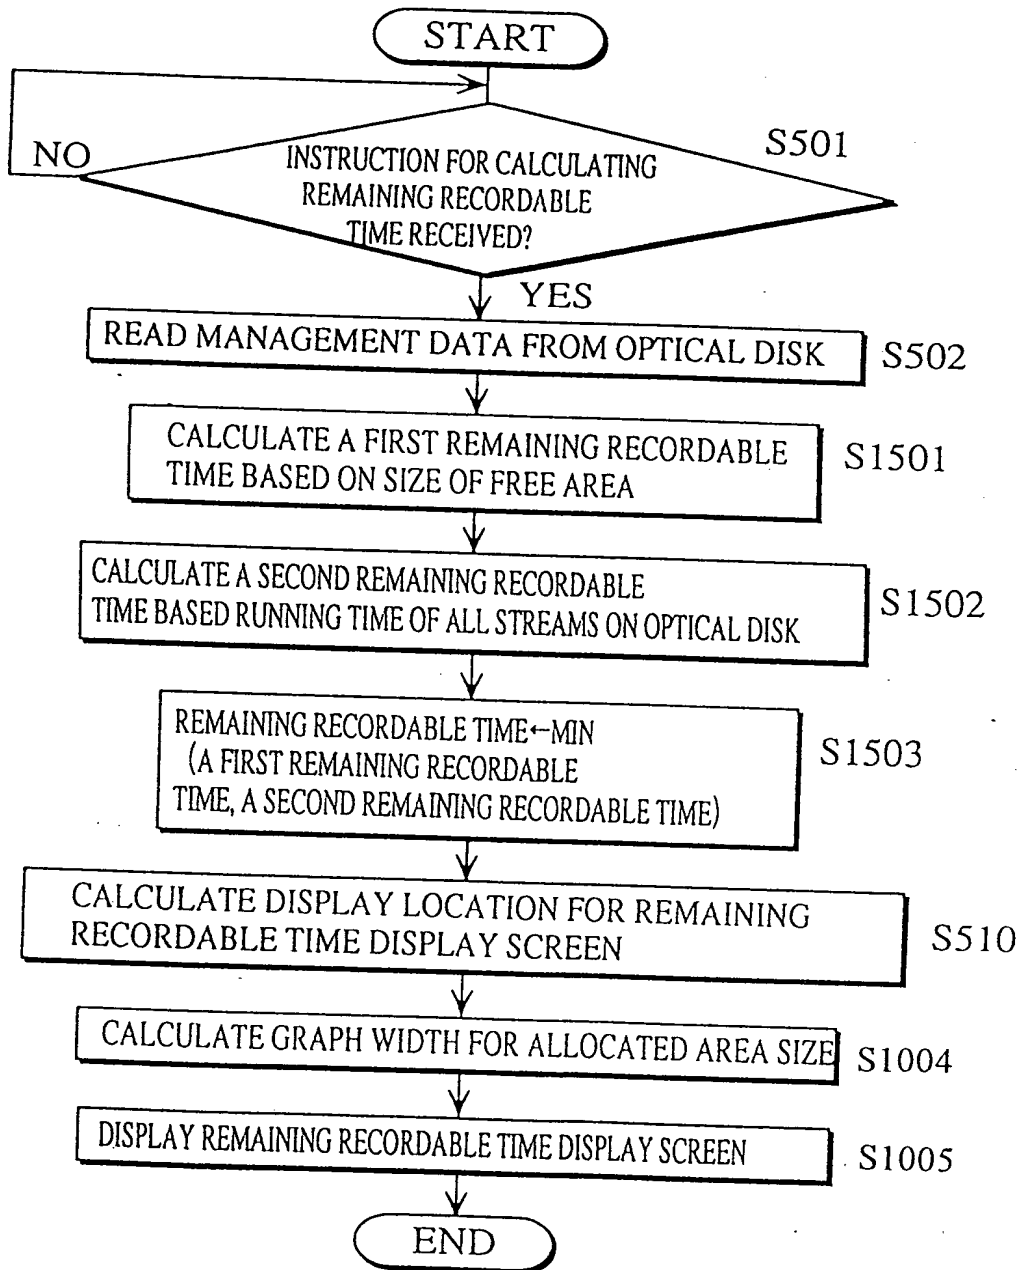 START
NO
S501
INSTRUCTION FOR CALCULATING
REMAINING RECORDABLE
TIME RECEIVED?
YES
READ MANAGEMENT DATA FROM OPTICAL DISK
S502
CALCULATE A FIRST REMAINING RECORDABLE
TIME BASED ON SIZE OF FREE AREA
S1501
CALCULATE A SECOND REMAINING RECORDABLE
TIME BASED RUNNING TIME OF ALL STREAMS ON OPTICAL DISK
S1502
REMAINING RECORDABLE TIME←MIN
(A FIRST REMAINING RECORDABLE
TIME, A SECOND REMAINING RECORDABLE TIME)
S1503
CALCULATE DISPLAY LOCATION FOR REMAINING
RECORDABLE TIME DISPLAY SCREEN
S510
CALCULATE GRAPH WIDTH FOR ALLOCATED AREA SIZE
S1004
DISPLAY REMAINING RECORDABLE TIME DISPLAY SCREEN
S1005
END